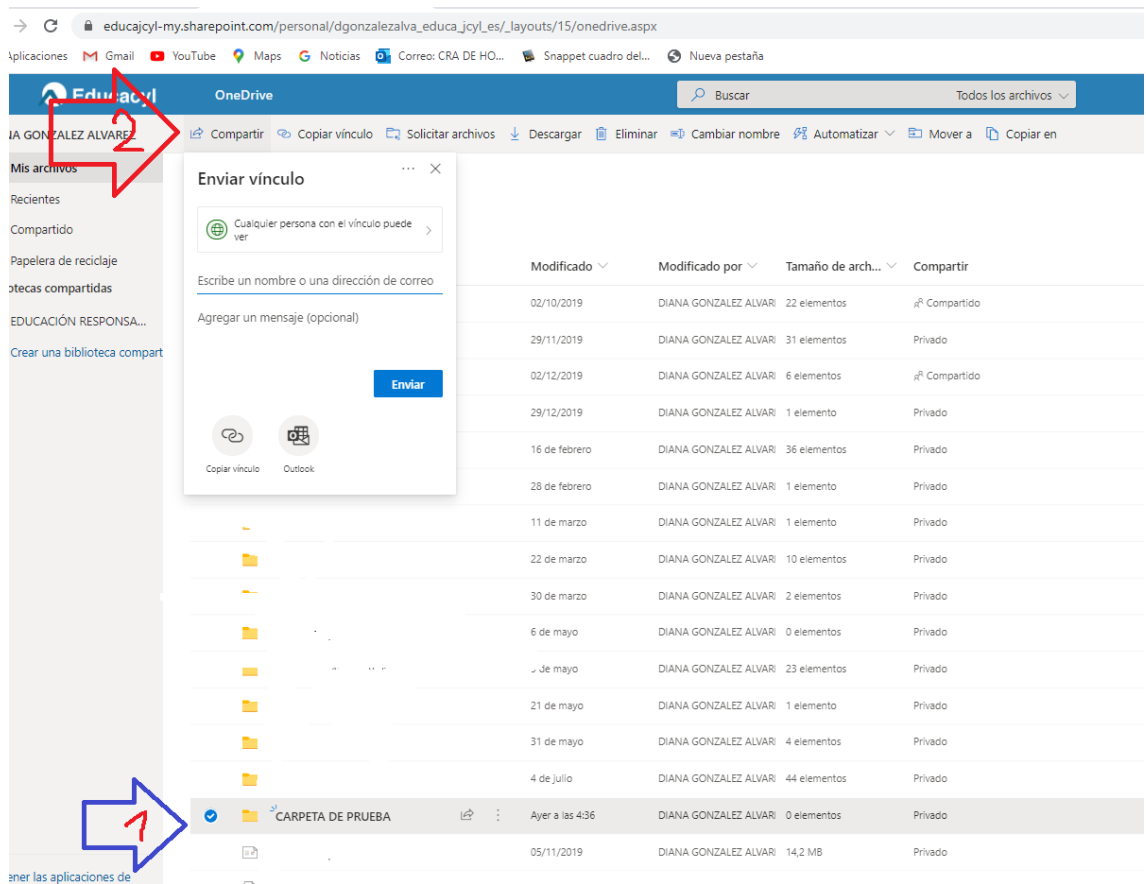 educajcyl-my.sharepoint.com/personal/dgonzalezalva_educa_jcyl_es/_layouts/15/onedrive.aspx
Aplicaciones Gmail YouTube Maps Noticias Correo: CRA DE HO... Snappet cuadro del... Nueva pestaña
Educacyl OneDrive Buscar Todos los archivos
NA GONZALEZ ALVAREZ 2 Compartir Copiar vínculo Solicitar archivos Descargar Eliminar Cambiar nombre Automatizar Mover a Copiar en
Mis archivos
Recientes
Compartido
Papelera de reciclaje
otecas compartidas
EDUCACIÓN RESPONSA...
Crear una biblioteca compart
Enviar vínculo
Cualquier persona con el vínculo puede
ver
Escribe un nombre o una dirección de correo
Agregar un mensaje (opcional)
Enviar
Copiar vínculo Outlook
Modificado Modificado por Tamaño de arch... Compartir
02/10/2019 DIANA GONZALEZ ALVARI 22 elementos Compartido
29/11/2019 DIANA GONZALEZ ALVARI 31 elementos Privado
02/12/2019 DIANA GONZALEZ ALVARI 6 elementos Compartido
29/12/2019 DIANA GONZALEZ ALVARI 1 elemento Privado
16 de febrero DIANA GONZALEZ ALVARI 36 elementos Privado
28 de febrero DIANA GONZALEZ ALVARI 1 elemento Privado
11 de marzo DIANA GONZALEZ ALVARI 1 elemento Privado
22 de marzo DIANA GONZALEZ ALVARI 10 elementos Privado
30 de marzo DIANA GONZALEZ ALVARI 2 elementos Privado
6 de mayo DIANA GONZALEZ ALVARI 0 elementos Privado
de mayo DIANA GONZALEZ ALVARI 23 elementos Privado
21 de mayo DIANA GONZALEZ ALVARI 1 elemento Privado
31 de mayo DIANA GONZALEZ ALVARI 4 elementos Privado
4 de julio DIANA GONZALEZ ALVARI 44 elementos Privado
1 CARPETA DE PRUEBA Ayer a las 4:36 DIANA GONZALEZ ALVARI 0 elementos Privado
05/11/2019 DIANA GONZALEZ ALVARI 14,2 MB Privado
ener las aplicaciones de